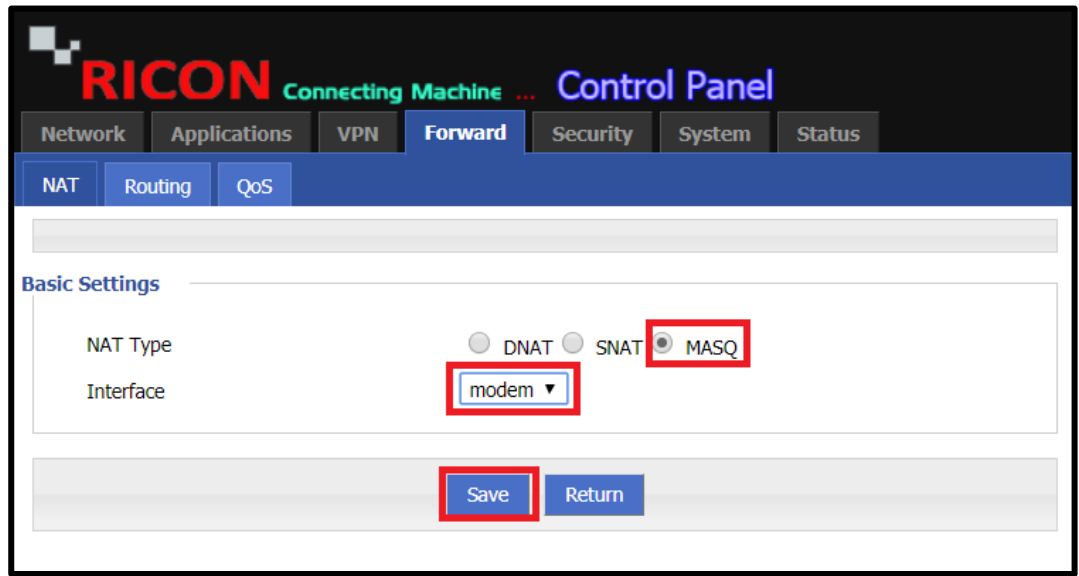 RICON Connecting Machine ... Control Panel
Network Applications VPN Forward Security System Status
NAT Routing QoS
Basic Settings
NAT Type DNAT SNAT MASQ
Interface modem
Save Return